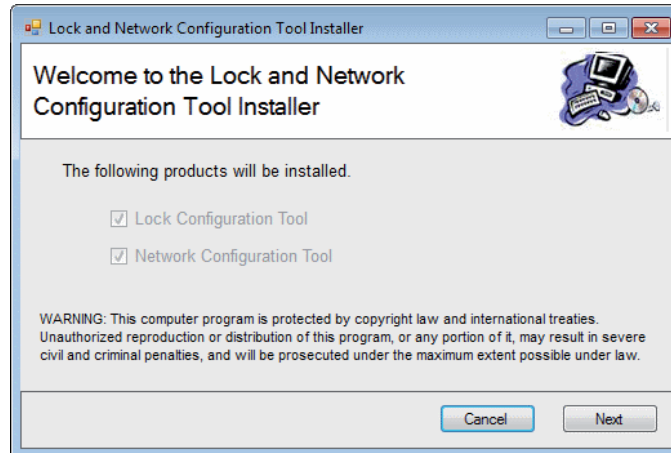 Lock and Network Configuration Tool Installer
Welcome to the Lock and Network
Configuration Tool Installer
The following products will be installed.
Lock Configuration Tool
Network Configuration Tool
WARNING: This computer program is protected by copyright law and international treaties.
Unauthorized reproduction or distribution of this program, or any portion of it, may result in severe
civil and criminal penalties, and will be prosecuted under the maximum extent possible under law.
Cancel
Next